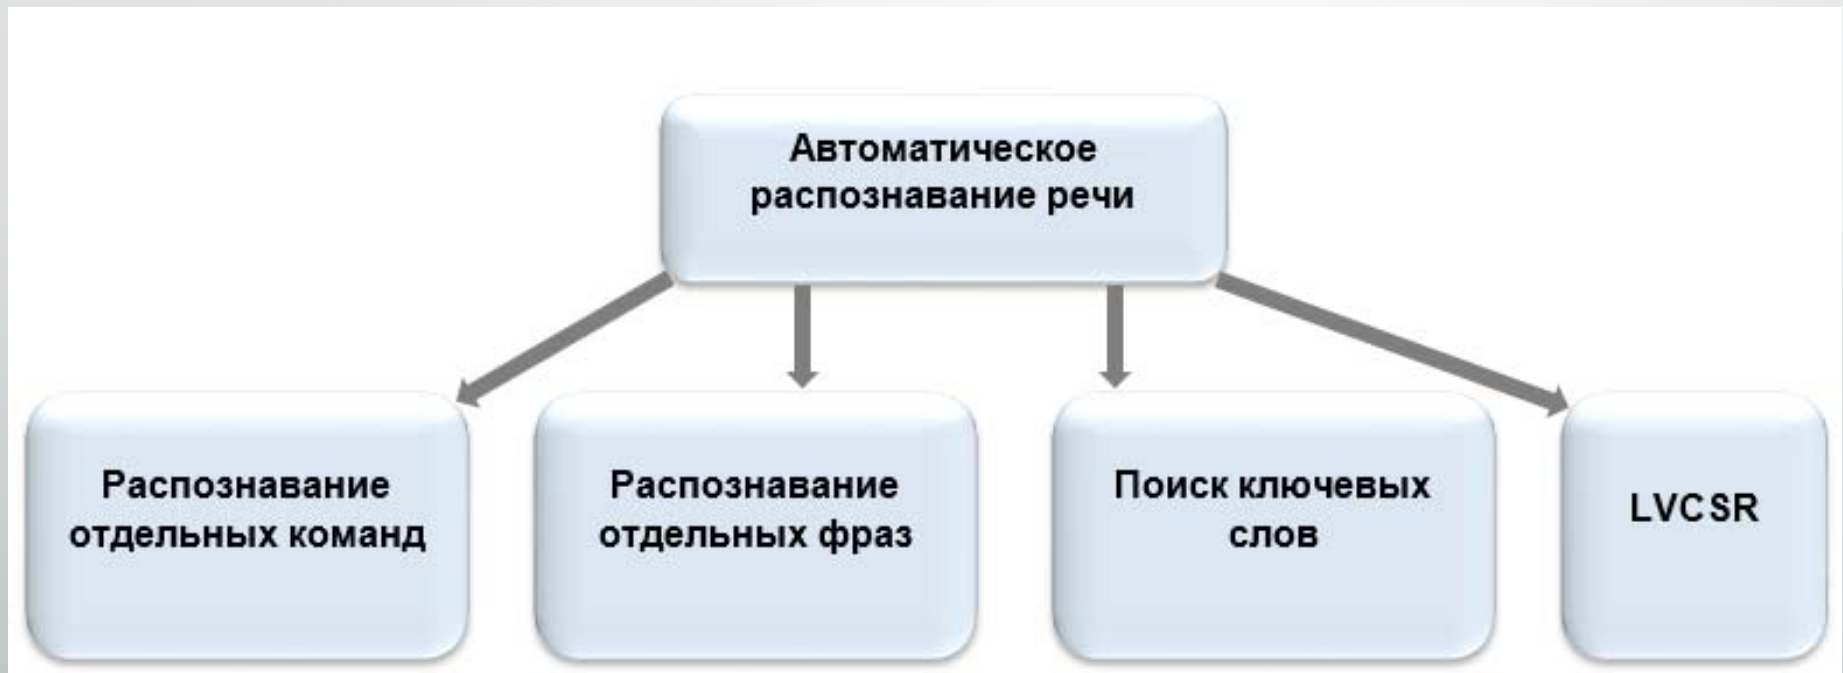 Автоматическое
распознавание речи
Распознавание
отдельных команд
Распознавание
отдельных фраз
Поиск ключевых
слов
LVCSR